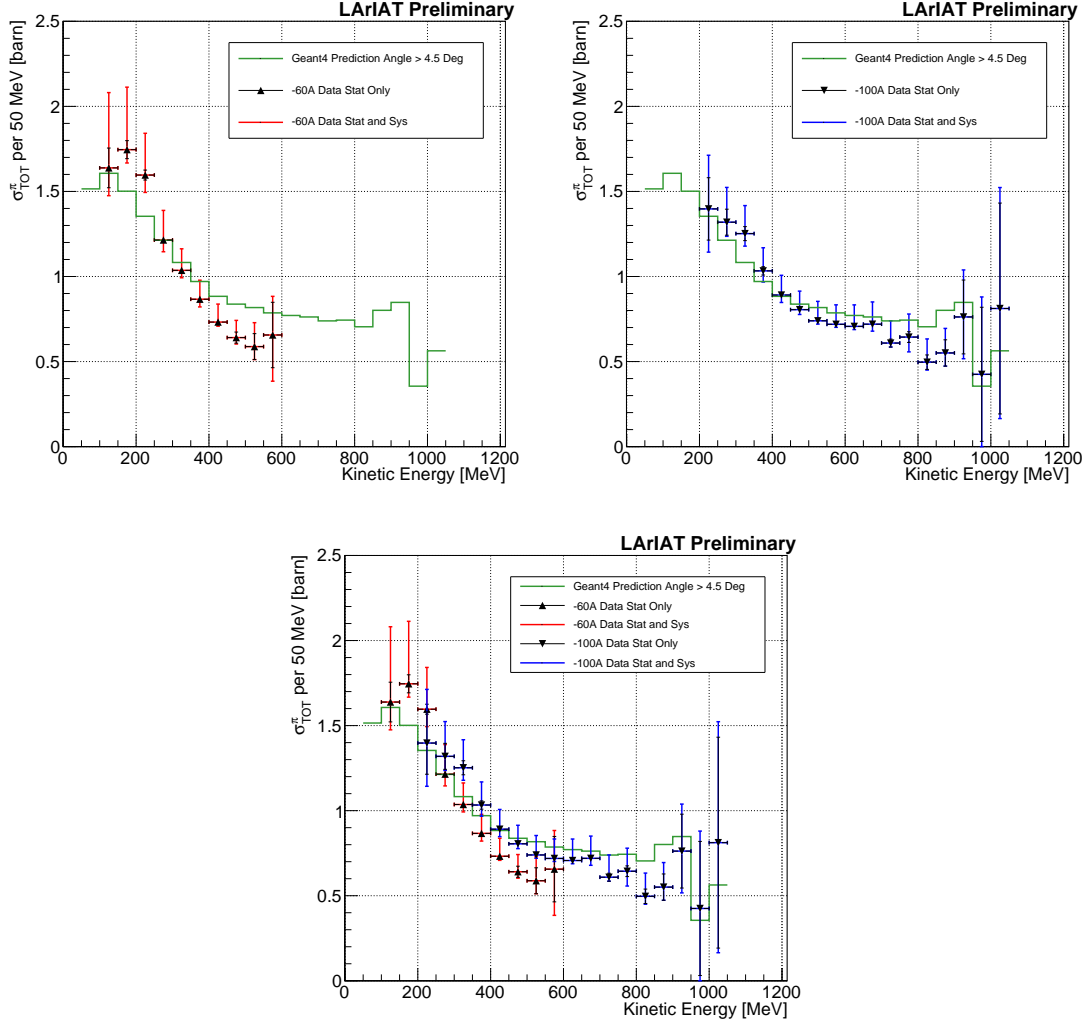 LArIAT Preliminary
σ^π_TOT per 50 MeV [barn]
2.5
2
1.5
1
0.5
0
Geant4 Prediction Angle > 4.5 Deg
-60A Data Stat Only
-60A Data Stat and Sys
0 200 400 600 800 1000 1200
Kinetic Energy [MeV]
LArIAT Preliminary
σ^π_TOT per 50 MeV [barn]
2.5
2
1.5
1
0.5
0
Geant4 Prediction Angle > 4.5 Deg
-100A Data Stat Only
-100A Data Stat and Sys
0 200 400 600 800 1000 1200
Kinetic Energy [MeV]
LArIAT Preliminary
σ^π_TOT per 50 MeV [barn]
2.5
2
1.5
1
0.5
0
Geant4 Prediction Angle > 4.5 Deg
-60A Data Stat Only
-60A Data Stat and Sys
-100A Data Stat Only
-100A Data Stat and Sys
0 200 400 600 800 1000 1200
Kinetic Energy [MeV]